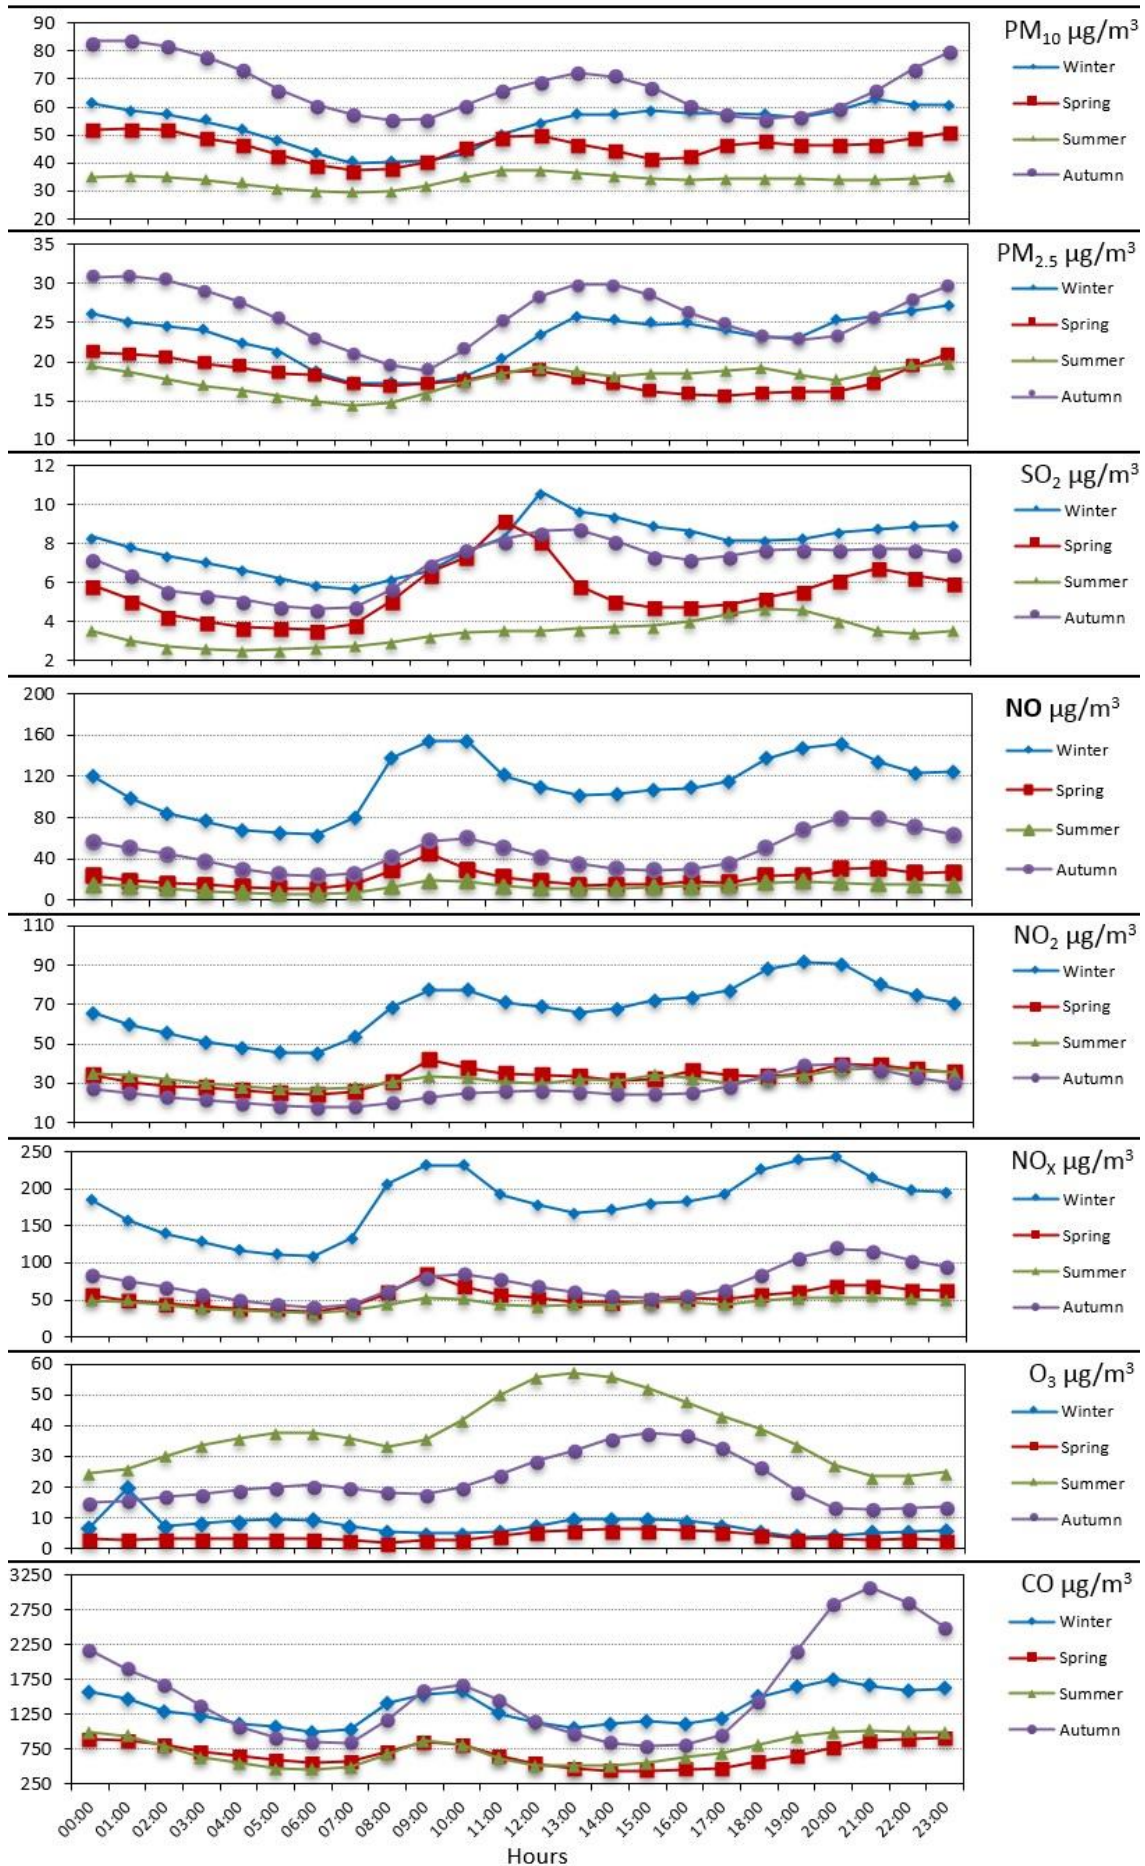 PM10 μg/m3
90
80
70
60
50
40
30
20
Winter
Spring
Summer
Autumn
PM2.5 μg/m3
35
30
25
20
15
10
Winter
Spring
Summer
Autumn
SO2 μg/m3
12
10
8
6
4
2
Winter
Spring
Summer
Autumn
NO μg/m3
200
160
120
80
40
0
Winter
Spring
Summer
Autumn
NO2 μg/m3
110
90
70
50
30
10
Winter
Spring
Summer
Autumn
NOX μg/m3
250
200
150
100
50
0
Winter
Spring
Summer
Autumn
O3 μg/m3
60
50
40
30
20
10
0
Winter
Spring
Summer
Autumn
CO μg/m3
3250
2750
2250
1750
1250
750
250
Winter
Spring
Summer
Autumn
00:00
01:00
02:00
03:00
04:00
05:00
06:00
07:00
08:00
09:00
10:00
11:00
12:00
13:00
14:00
15:00
16:00
17:00
18:00
19:00
20:00
21:00
22:00
23:00
Hours